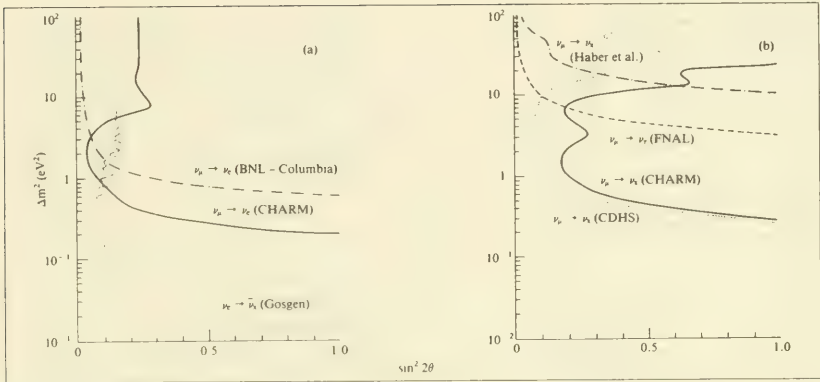 10²
10
1
10⁻¹
10⁻¹
Δm² (eV²)
(a)
ν_μ → ν_e (BNL – Columbia)
ν_μ → ν_e (CHARM)
ν_e → ν̄_x (Gosgen)
0
0 5
1 0
10²
10
1
10⁻¹
10 ²
(b)
ν_μ → ν_x
(Haber et al.)
ν_μ → ν_τ (FNAL)
ν_μ → ν_x (CHARM)
ν_μ → ν_x (CDHS)
0
0.5
1.0
sin² 2θ